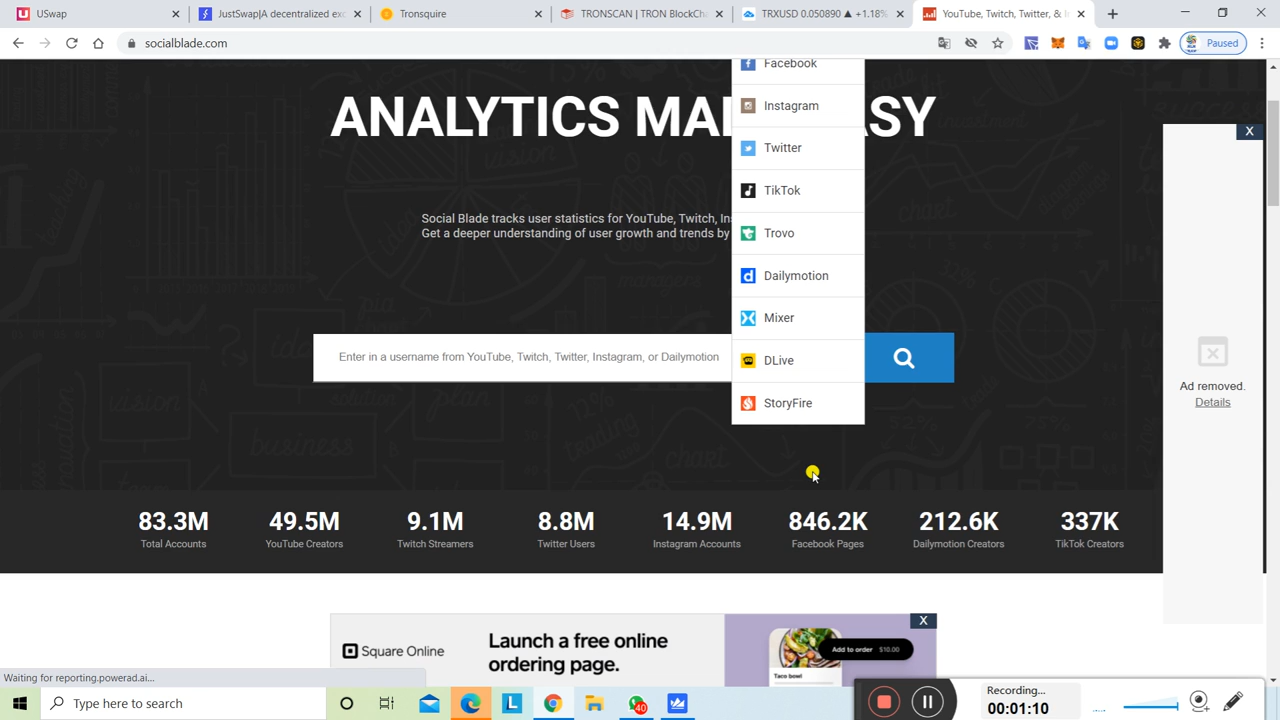 USwap
JustSwap|A decentralized exc
Tronsquire
TRONSCAN | TRON BlockCh
TRXUSD 0.050890 ▲ +1.18%
YouTube, Twitch, Twitter, & I
socialblade.com
Paused
ANALYTICS MA SY
Facebook
Instagram
Twitter
TikTok
Trovo
Dailymotion
Mixer
DLive
StoryFire
X
Social Blade tracks user statistics for YouTube, Twitch, In
Get a deeper understanding of user growth and trends by
Enter in a username from YouTube, Twitch, Twitter, Instagram, or Dailymotion
Ad removed.
Details
83.3M 49.5M 9.1M 8.8M 14.9M 846.2K 212.6K 337K
Total Accounts YouTube Creators Twitch Streamers Twitter Users Instagram Accounts Facebook Pages Dailymotion Creators TikTok Creators
X
Square Online
Launch a free online
ordering page.
Add to order $10.00
Taco bowl
Waiting for reporting.powerad.ai...
Type here to search
40
Recording...
00:01:10